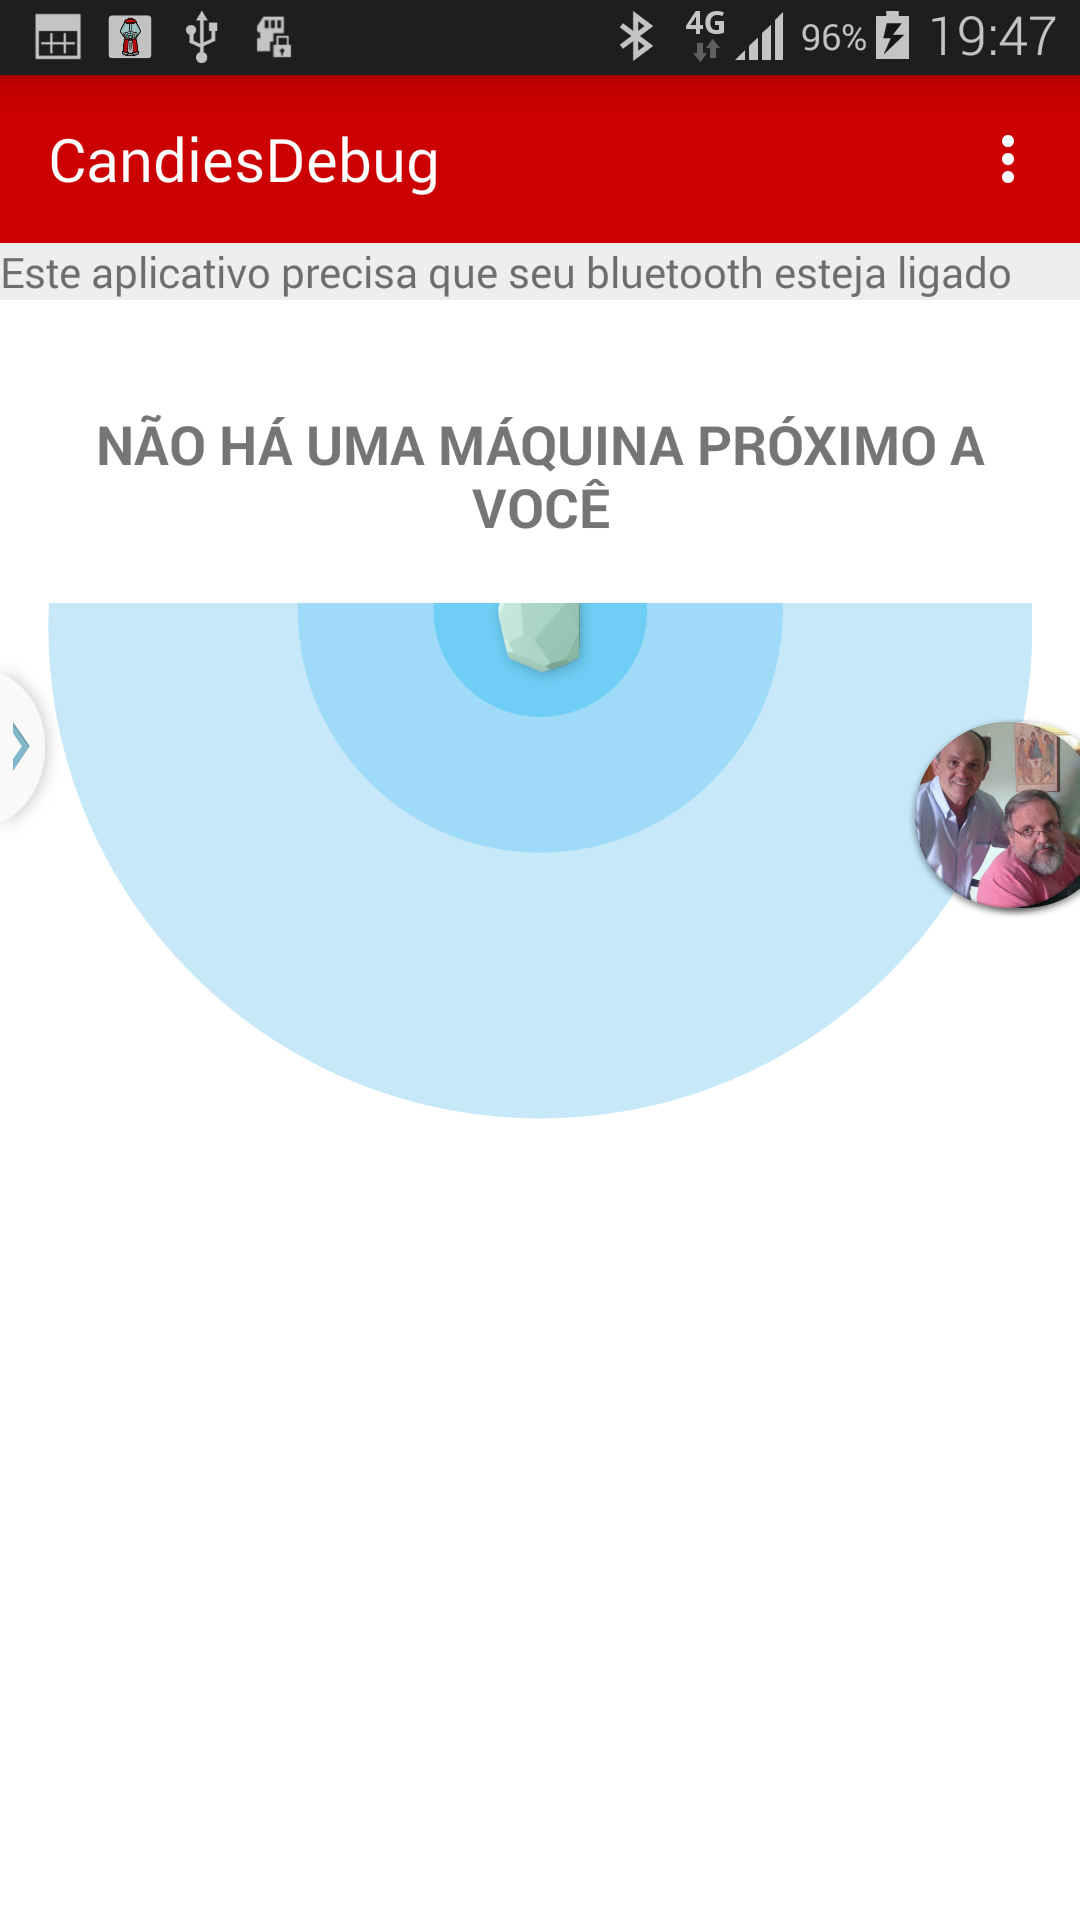 4G 96% 19:47
CandiesDebug
Este aplicativo precisa que seu bluetooth esteja ligado
NÃO HÁ UMA MÁQUINA PRÓXIMO A
VOCÊ